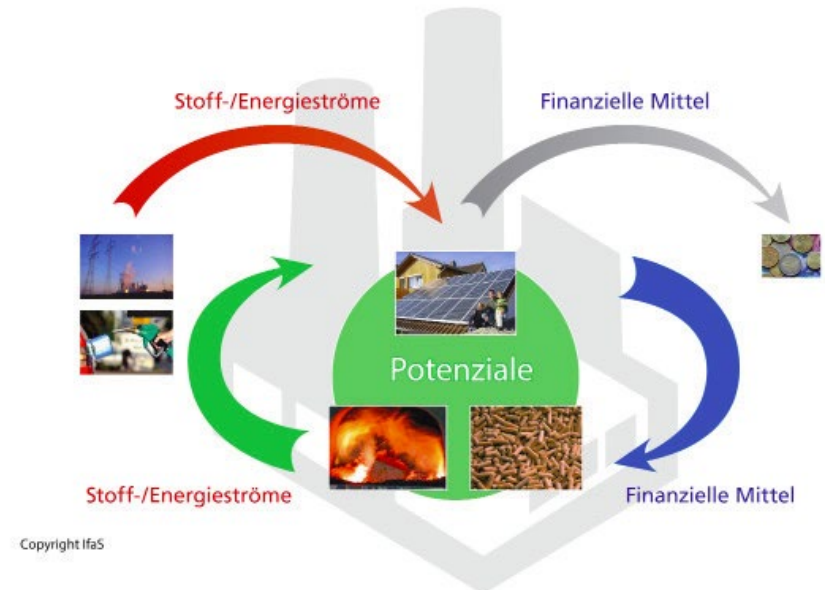 Stoff-/Energieströme
Finanzielle Mittel
Potenziale
Stoff-/Energieströme
Finanzielle Mittel
Copyright IfaS